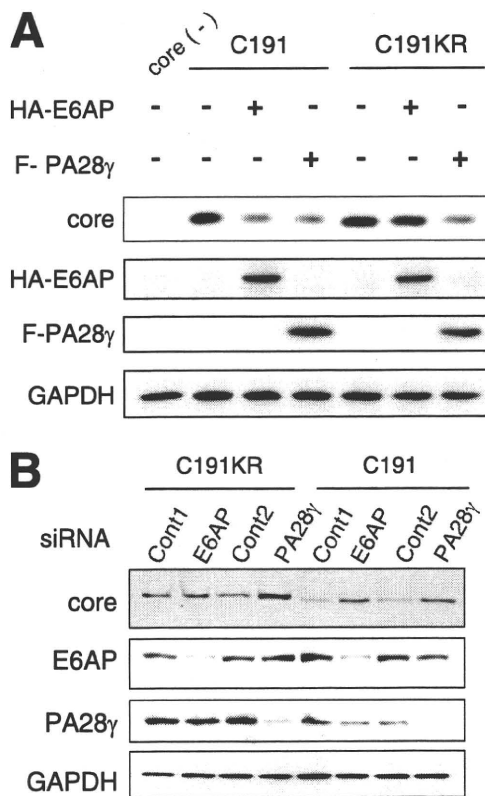 A
core (-)
C191
C191KR
HA-E6AP
- - + - - + -
F- PA28γ
- - - + - - +
core
HA-E6AP
F-PA28γ
GAPDH
B
C191KR
C191
siRNA
Cont1 E6AP Cont2 PA28γ Cont1 E6AP Cont2 PA28γ
core
E6AP
PA28γ
GAPDH